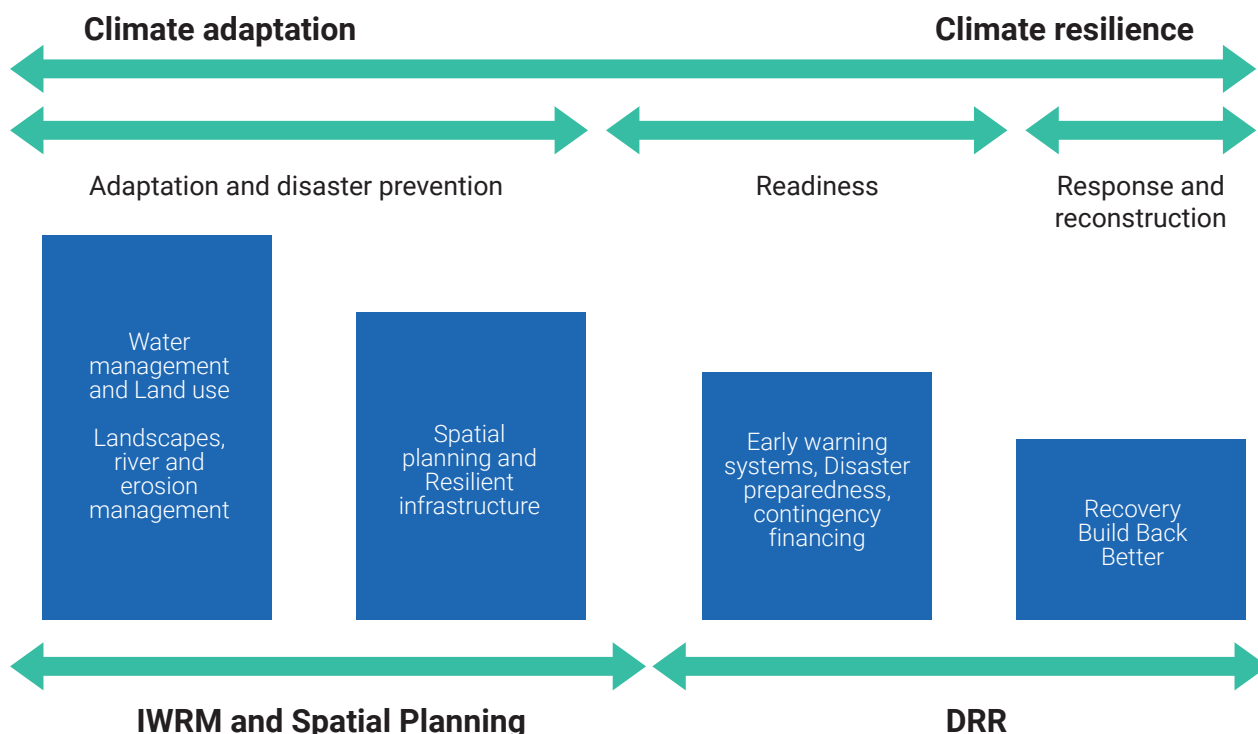 Climate adaptation
Climate resilience
Adaptation and disaster prevention
Readiness
Response and
reconstruction
Water
management
and Land use
Landscapes,
river and
erosion
management
Spatial
planning and
Resilient
infrastructure
Early warning
systems, Disaster
preparedness,
contingency
financing
Recovery
Build Back
Better
IWRM and Spatial Planning
DRR